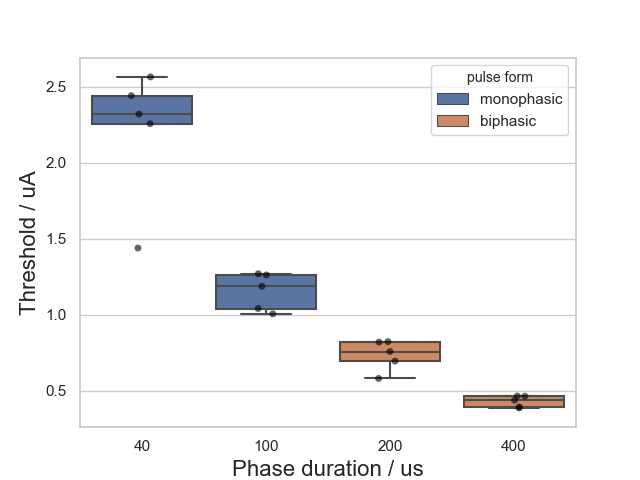 pulse form
monophasic
biphasic
Threshold / uA
2.5
2.0
1.5
1.0
0.5
40 100 200 400
Phase duration / us